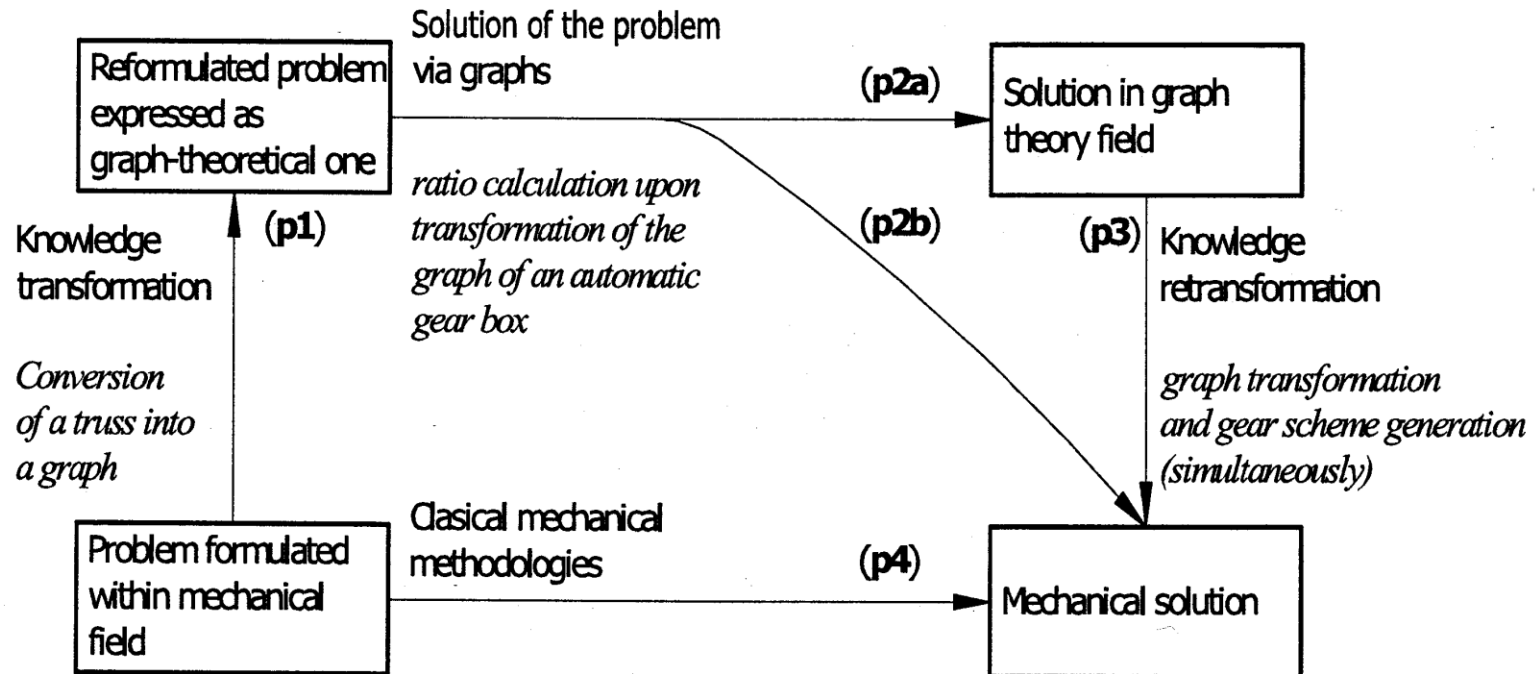 Reformulated problem
expressed as
graph-theoretical one
Solution of the problem
via graphs
(p2a)
Solution in graph
theory field
ratio calculation upon
transformation of the
graph of an automatic
gear box
(p2b)
(p1)
Knowledge
transformation
(p3)
Knowledge
retransformation
Conversion
of a truss into
a graph
graph transformation
and gear scheme generation
(simultaneously)
Problem formulated
within mechanical
field
Clasical mechanical
methodologies
(p4)
Mechanical solution